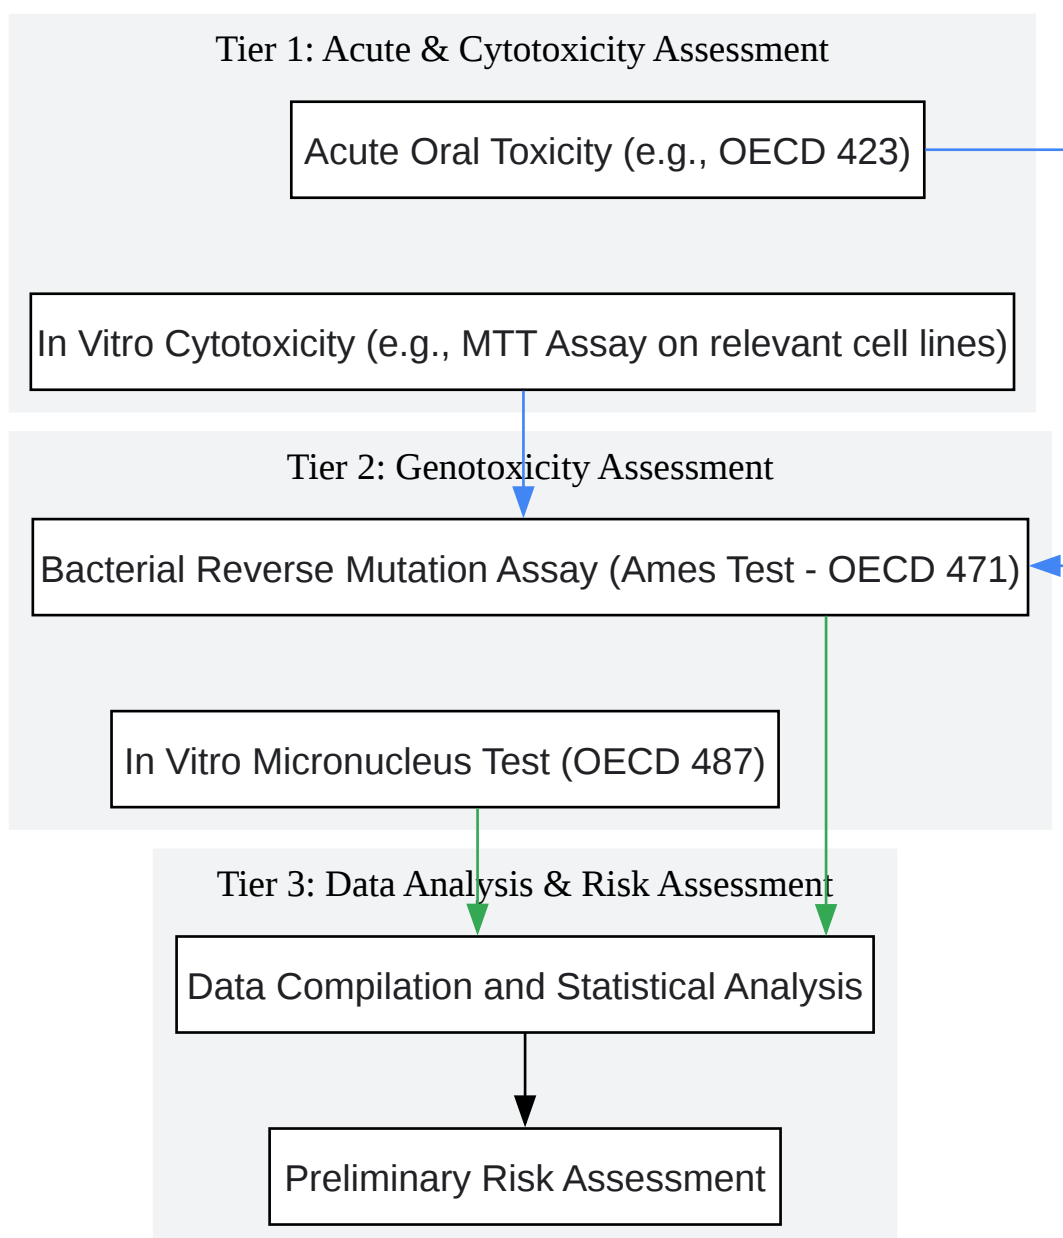 Tier 1: Acute & Cytotoxicity Assessment
Acute Oral Toxicity (e.g., OECD 423)
In Vitro Cytotoxicity (e.g., MTT Assay on relevant cell lines)
Tier 2: Genotoxicity Assessment
Bacterial Reverse Mutation Assay (Ames Test - OECD 471)
In Vitro Micronucleus Test (OECD 487)
Tier 3: Data Analysis & Risk Assessment
Data Compilation and Statistical Analysis
Preliminary Risk Assessment